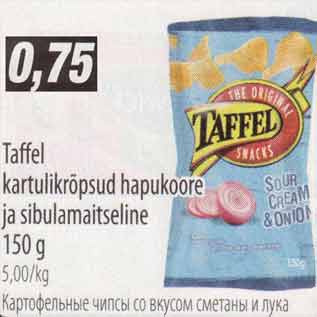 0,75
THE ORIGINAL
TAFFEL
SNACKS
SOUR
CREAM
& ONION
150g
Taffel
kartulikrõpsud hapukoore
ja sibulamaitseline
150 g
5,00/kg
Картофельные чипсы со вкусом сметаны и лука